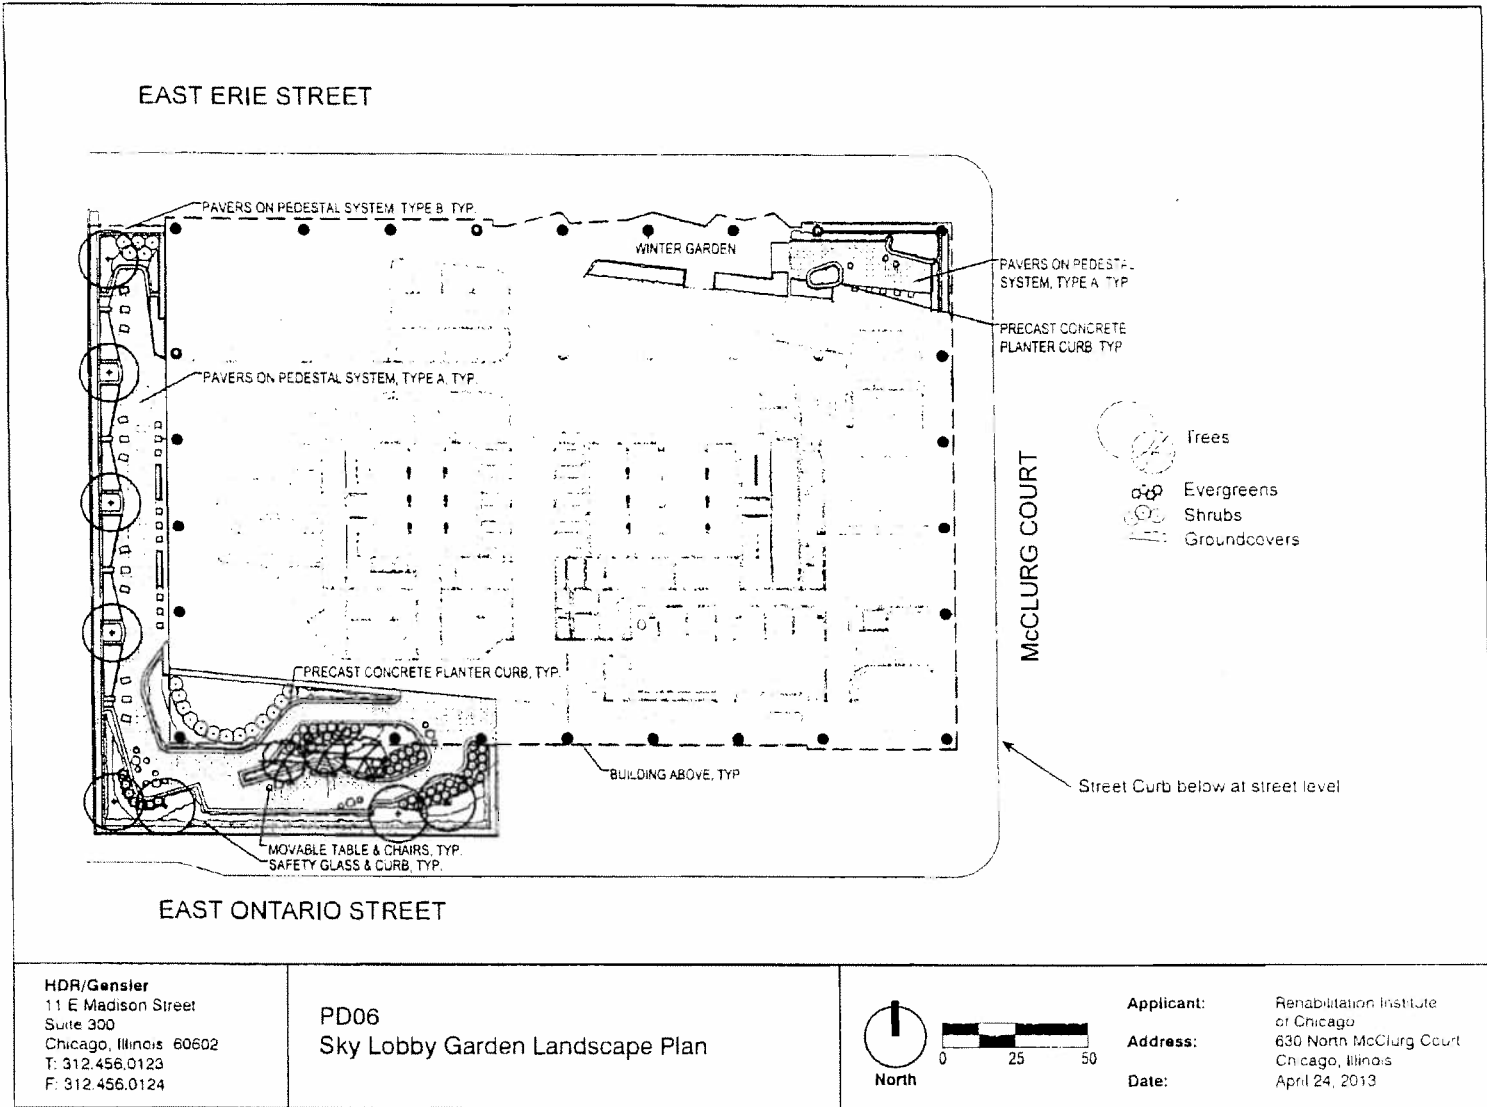 EAST ERIE STREET
PAVERS ON PEDESTAL SYSTEM TYPE B TYP.
WINTER GARDEN
PAVERS ON PEDESTAL
SYSTEM, TYPE A TYP
PRECAST CONCRETE
PLANTER CURB TYP
PAVERS ON PEDESTAL SYSTEM, TYPE A, TYP.
Trees
Evergreens
Shrubs
Groundcovers
McCLURG COURT
PRECAST CONCRETE PLANTER CURB, TYP.
BUILDING ABOVE, TYP
Street Curb below at street level
MOVABLE TABLE & CHAIRS, TYP.
SAFETY GLASS & CURB, TYP.
EAST ONTARIO STREET
HDR/Gensler
11 E Madison Street
Suite 300
Chicago, Illinois 60602
T: 312.456.0123
F: 312.456.0124
PD06
Sky Lobby Garden Landscape Plan
North
0 25 50
Applicant: Rehabilitation Institute
of Chicago
Address: 630 North McClurg Court
Chicago, Illinois
Date: April 24, 2013